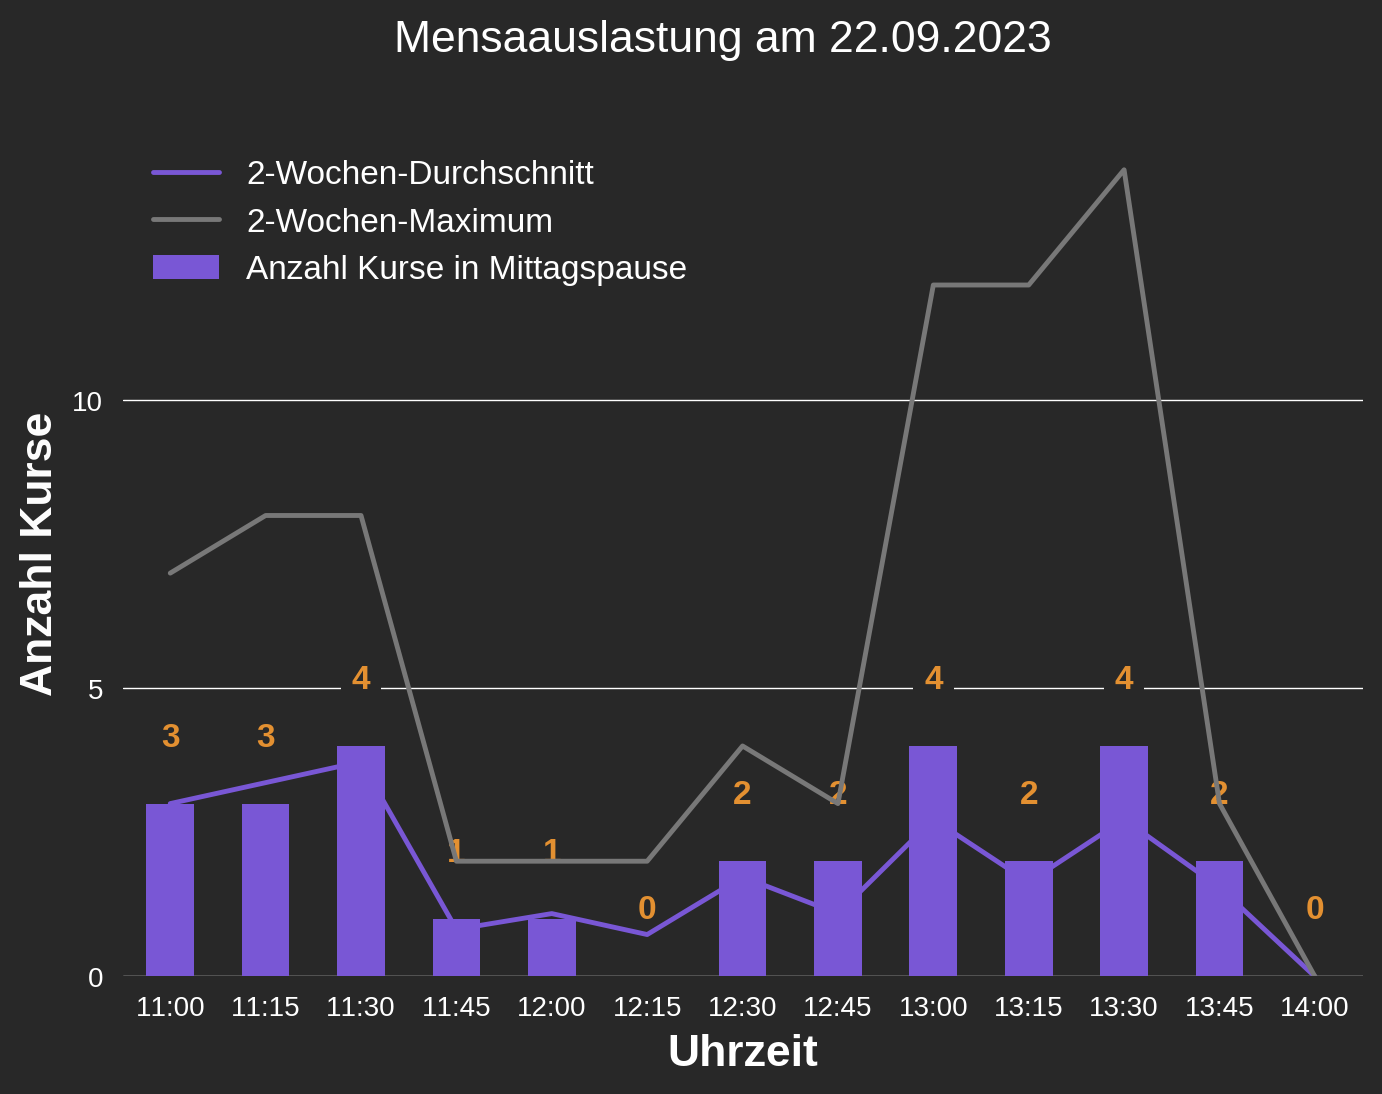 Mensaauslastung am 22.09.2023
2-Wochen-Durchschnitt
2-Wochen-Maximum
Anzahl Kurse in Mittagspause
Anzahl Kurse
10
5
0
4 4 4
3 3
2 2 2 2
1 1
0 0
11:00 11:15 11:30 11:45 12:00 12:15 12:30 12:45 13:00 13:15 13:30 13:45 14:00
Uhrzeit